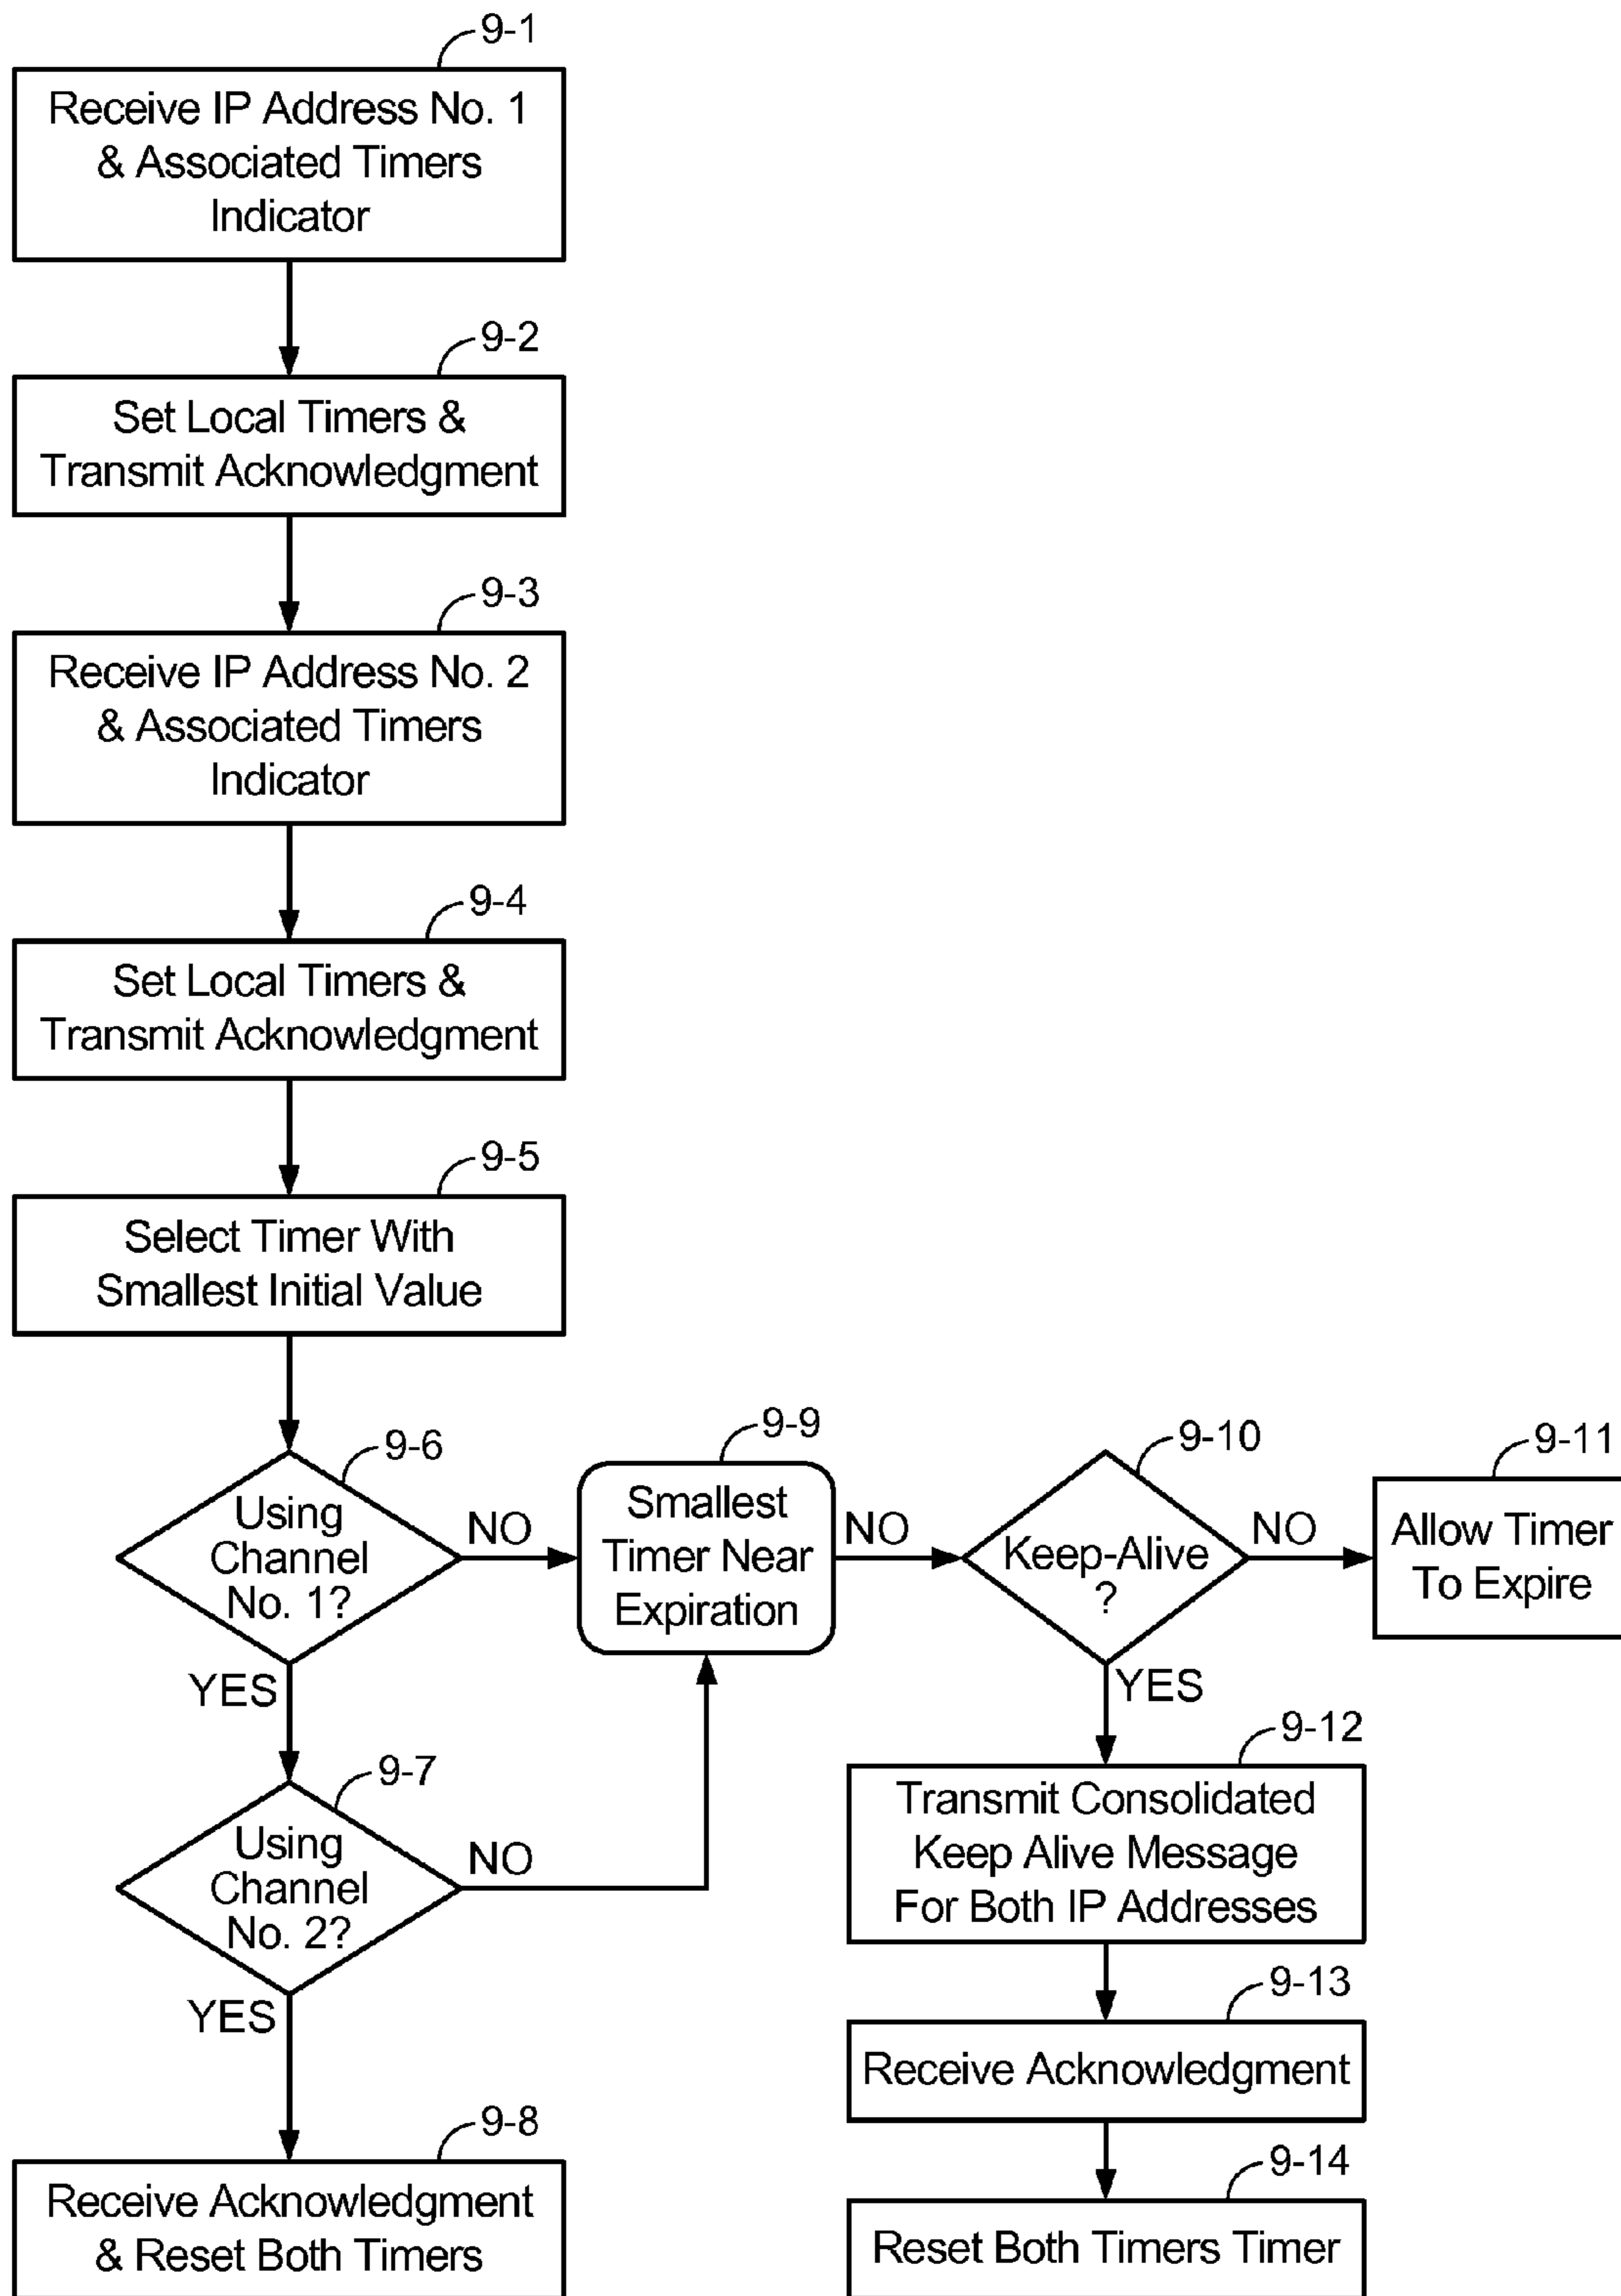 9-1
Receive IP Address No. 1
& Associated Timers
Indicator
9-2
Set Local Timers &
Transmit Acknowledgment
9-3
Receive IP Address No. 2
& Associated Timers
Indicator
9-4
Set Local Timers &
Transmit Acknowledgment
9-5
Select Timer With
Smallest Initial Value
9-6
Using
Channel
No. 1?
NO
YES
9-7
Using
Channel
No. 2?
NO
YES
9-8
Receive Acknowledgment
& Reset Both Timers
9-9
Smallest
Timer Near
Expiration
NO
9-10
Keep-Alive
?
NO
YES
9-11
Allow Timer
To Expire
9-12
Transmit Consolidated
Keep Alive Message
For Both IP Addresses
9-13
Receive Acknowledgment
9-14
Reset Both Timers Timer